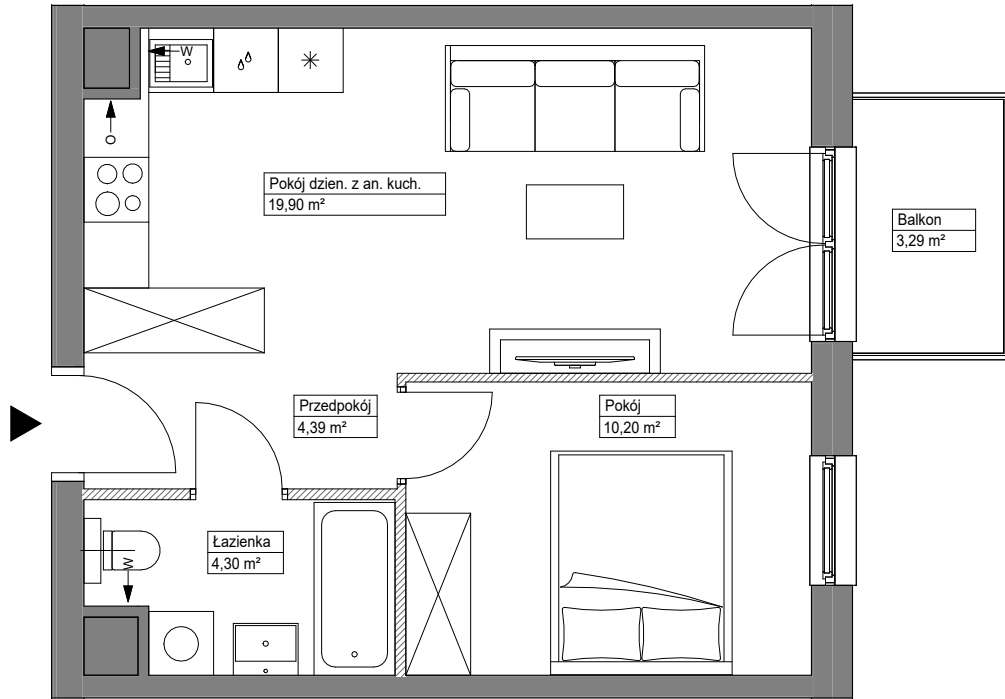 W
O
Pokój dzien. z an. kuch.
19,90 m²
Balkon
3,29 m²
Przedpokój
4,39 m²
Pokój
10,20 m²
Łazienka
4,30 m²
W